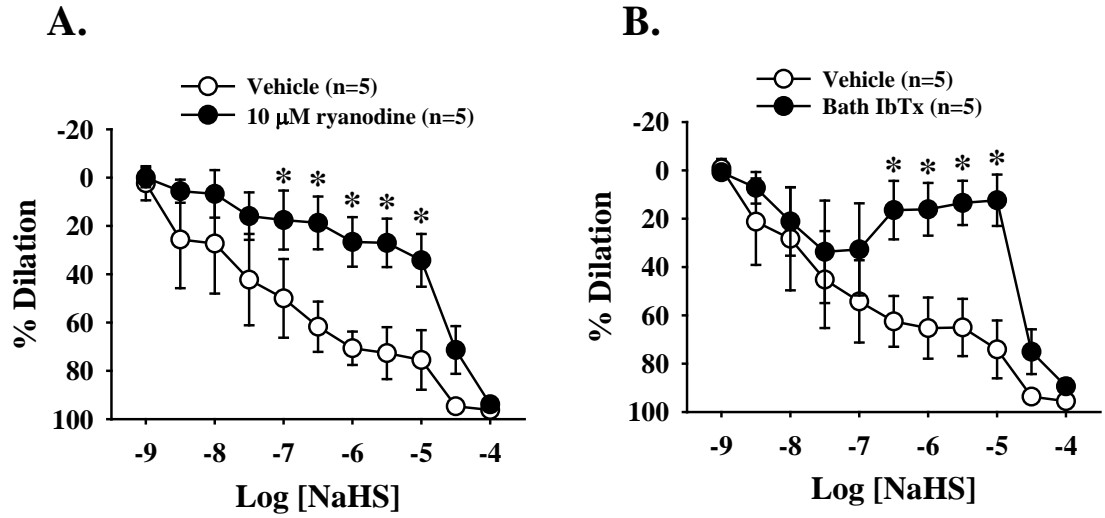 A.
Vehicle (n=5)
10 μM ryanodine (n=5)
% Dilation
-20
0
20
40
60
80
100
* * * * *
-9 -8 -7 -6 -5 -4
Log [NaHS]
B.
Vehicle (n=5)
Bath IbTx (n=5)
% Dilation
-20
0
20
40
60
80
100
* * * *
-9 -8 -7 -6 -5 -4
Log [NaHS]